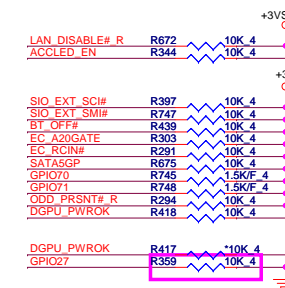 +3VS
LAN_DISABLE#_R R672 10K_4
ACCLED_EN R344 10K_4
SIO_EXT_SCI# R397 10K_4
SIO_EXT_SMI# R747 10K_4
BT_OFF# R439 10K_4
EC_A20GATE R303 10K_4
EC_RCIN# R291 10K_4
SATA5GP R675 10K_4
GPIO70 R745 1.5K/F_4
GPIO71 R748 1.5K/F_4
ODD_PRSNT#_R R294 10K_4
DGPU_PWROK R418 10K_4
DGPU_PWROK R417 *10K_4
GPIO27 R359 10K_4